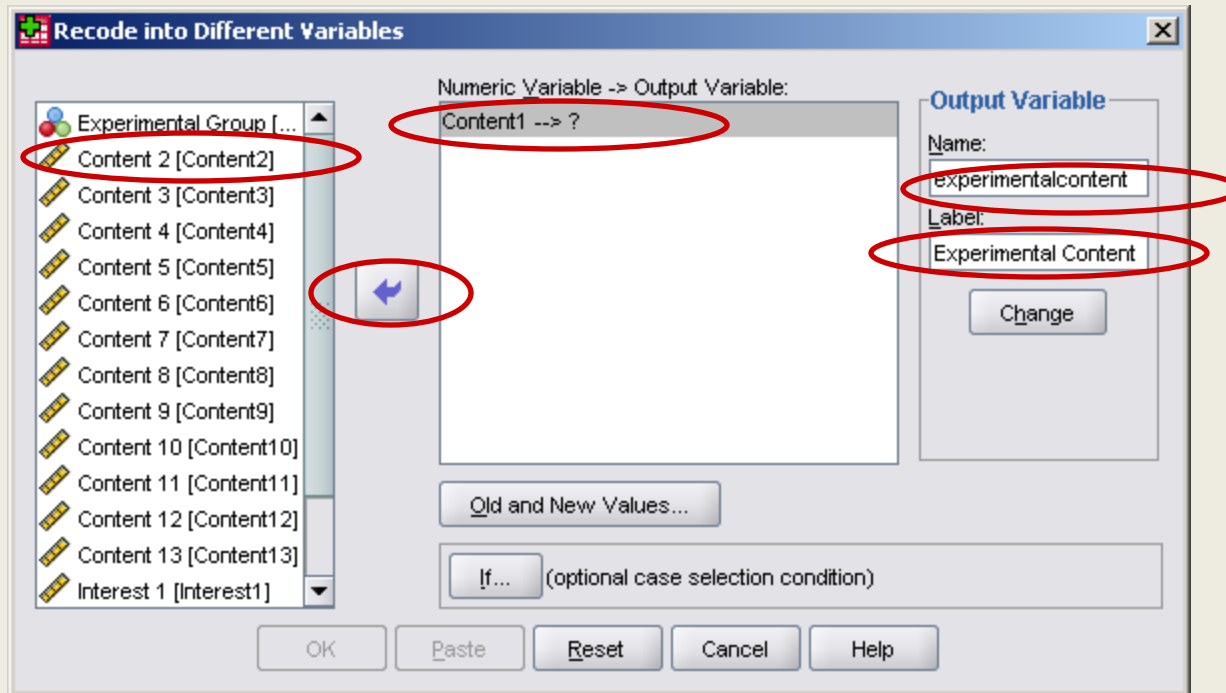 Recode into Different Variables
Experimental Group [...
Content 2 [Content2]
Content 3 [Content3]
Content 4 [Content4]
Content 5 [Content5]
Content 6 [Content6]
Content 7 [Content7]
Content 8 [Content8]
Content 9 [Content9]
Content 10 [Content10]
Content 11 [Content11]
Content 12 [Content12]
Content 13 [Content13]
Interest 1 [Interest1]
Numeric Variable -> Output Variable:
Content1 --> ?
Output Variable
Name:
experimentalcontent
Label:
Experimental Content
Change
Old and New Values...
If... (optional case selection condition)
OK Paste Reset Cancel Help